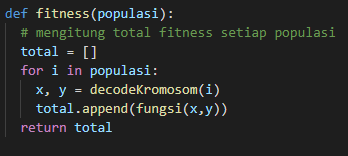 def fitness(populasi):
  # mengitung total fitness setiap populasi
  total = []
  for i in populasi:
    x, y = decodeKromosom(i)
    total.append(fungsi(x,y))
  return total